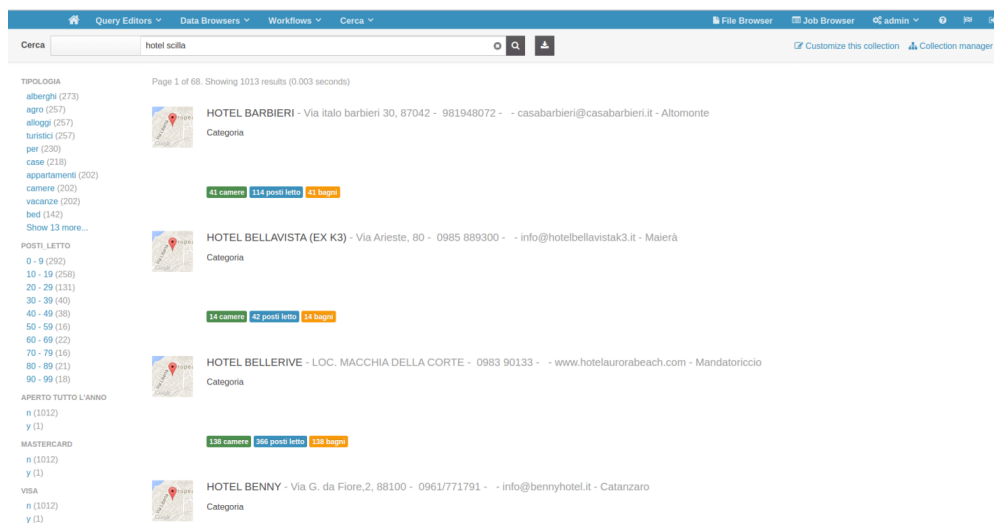 Query Editors Data Browsers Workflows Cerca File Browser Job Browser admin
Cerca hotel scilla Customize this collection Collection manager
TIPOLOGIA
alberghi (273)
agro (257)
alloggi (257)
turistici (257)
per (230)
case (218)
appartamenti (202)
camere (202)
vacanze (202)
bed (142)
Show 13 more...
POSTI_LETTO
0 - 9 (292)
10 - 19 (258)
20 - 29 (131)
30 - 39 (40)
40 - 49 (38)
50 - 59 (16)
60 - 69 (22)
70 - 79 (16)
80 - 89 (21)
90 - 99 (18)
APERTO TUTTO L'ANNO
n (1012)
y (1)
MASTERCARD
n (1012)
y (1)
VISA
n (1012)
y (1)
Page 1 of 68. Showing 1013 results (0.003 seconds)
HOTEL BARBIERI - Via italo barbieri 30, 87042 - 981948072 - - casabarbieri@casabarbieri.it - Altomonte
Categoria
41 camere 114 posti letto 41 bagni
HOTEL BELLAVISTA (EX K3) - Via Arieste, 80 - 0985 889300 - - info@hotelbellavistak3.it - Maierà
Categoria
14 camere 42 posti letto 14 bagni
HOTEL BELLERIVE - LOC. MACCHIA DELLA CORTE - 0983 90133 - - www.hotelaurorabeach.com - Mandatoriccio
Categoria
138 camere 366 posti letto 138 bagni
HOTEL BENNY - Via G. da Fiore,2, 88100 - 0961/771791 - - info@bennyhotel.it - Catanzaro
Categoria